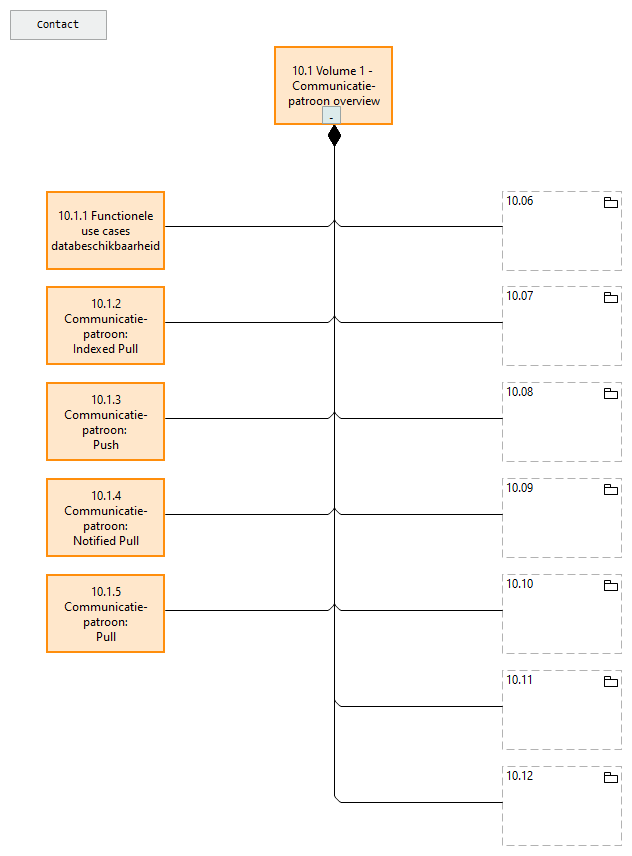 Contact
10.1 Volume 1 -
Communicatie-
patroon overview
-
10.1.1 Functionele
use cases
databeschikbaarheid
10.06
10.1.2
Communicatie-
patroon:
Indexed Pull
10.07
10.1.3
Communicatie-
patroon:
Push
10.08
10.1.4
Communicatie-
patroon:
Notified Pull
10.09
10.1.5
Communicatie-
patroon:
Pull
10.10
10.11
10.12